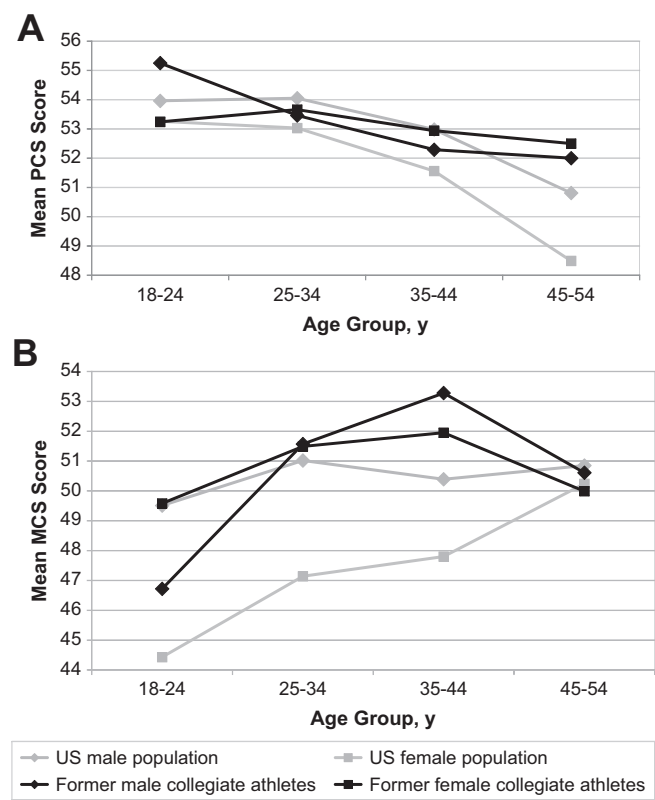 A
56
55
54
53
52
51
50
49
48
Mean PCS Score
18-24 25-34 35-44 45-54
Age Group, y
B
54
53
52
51
50
49
48
47
46
45
44
Mean MCS Score
18-24 25-34 35-44 45-54
Age Group, y
US male population US female population
Former male collegiate athletes Former female collegiate athletes